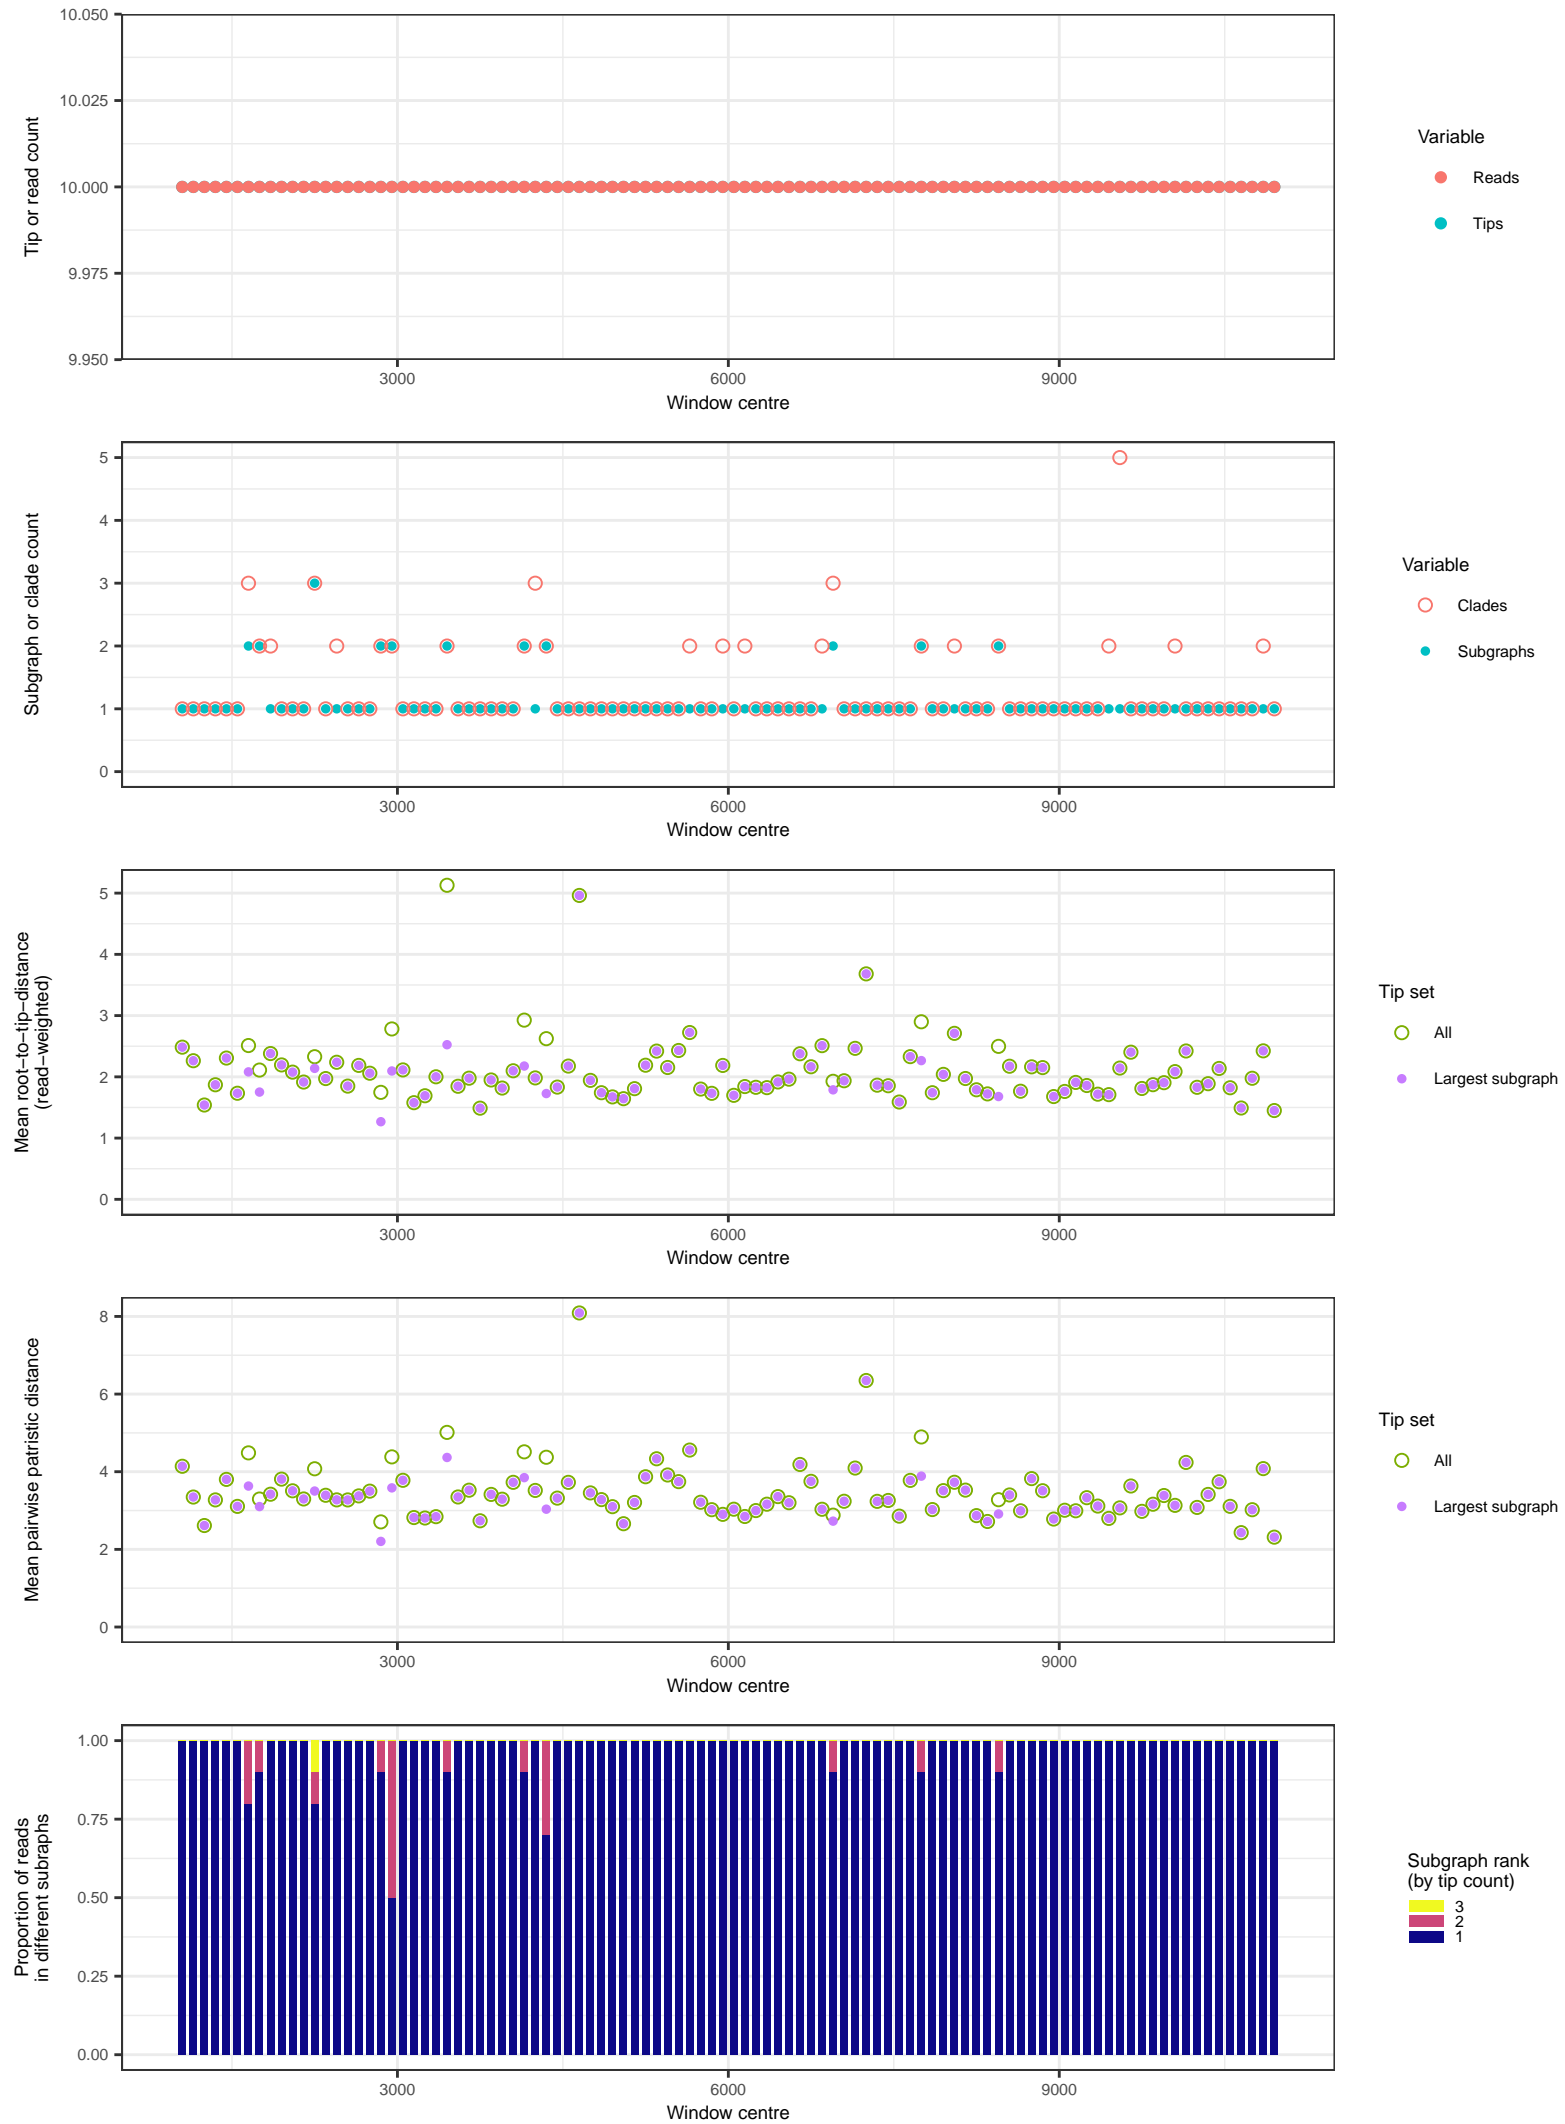 10.050
10.025
10.000
9.975
9.950
Tip or read count
3000 6000 9000
Window centre
Variable
Reads
Tips
5
4
3
2
1
0
Subgraph or clade count
3000 6000 9000
Window centre
Variable
Clades
Subgraphs
5
4
3
2
1
0
Mean root−to−tip−distance
(read−weighted)
3000 6000 9000
Window centre
Tip set
All
Largest subgraph
8
6
4
2
0
Mean pairwise patristic distance
3000 6000 9000
Window centre
Tip set
All
Largest subgraph
1.00
0.75
0.50
0.25
0.00
Proportion of reads
in different subraphs
3000 6000 9000
Window centre
Subgraph rank
(by tip count)
3
2
1